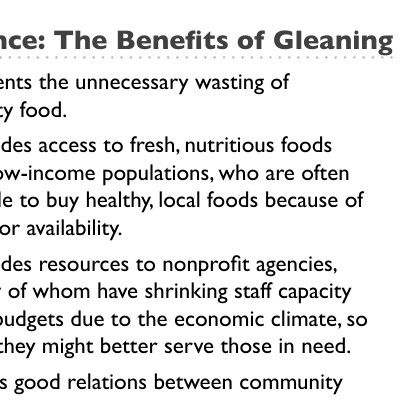 nce: The Benefits of Gleaning
ents the unnecessary wasting of
ty food.
des access to fresh, nutritious foods
ow-income populations, who are often
le to buy healthy, local foods because of
or availability.
des resources to nonprofit agencies,
of whom have shrinking staff capacity
budgets due to the economic climate, so
they might better serve those in need.
s good relations between community